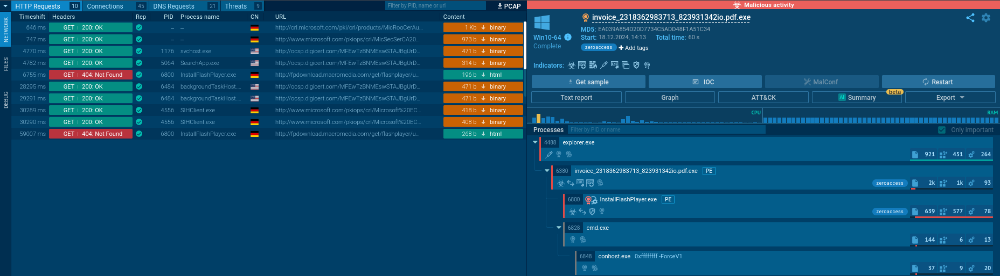 HTTP Requests 10 Connections 45 DNS Requests 21 Threats 9 Filter by PID, name or url PCAP
Timeshift Headers Rep PID Process name CN URL Content
646 ms GET 200: OK – – http://crl.microsoft.com/pki/crl/products/MicRooCerAu... 1 Kb binary
747 ms GET 200: OK – – http://www.microsoft.com/pkiops/crl/MicSecSerCA20... 973 b binary
4770 ms GET 200: OK 1176 svchost.exe http://ocsp.digicert.com/MFEwTzBNMEswSTAJBgUrD... 471 b binary
4782 ms GET 200: OK 5064 SearchApp.exe http://ocsp.digicert.com/MFEwTzBNMEswSTAJBgUrD... 314 b binary
6755 ms GET 404: Not Found 6800 InstallFlashPlayer.exe http://fpdownload.macromedia.com/get/flashplayer/u... 196 b html
28295 ms GET 200: OK 6484 backgroundTaskHost.... http://ocsp.digicert.com/MFEwTzBNMEswSTAJBgUrD... 471 b binary
29291 ms GET 200: OK 6484 backgroundTaskHost.... http://ocsp.digicert.com/MFEwTzBNMEswSTAJBgUrD... 471 b binary
30289 ms GET 200: OK 4556 SIHClient.exe http://www.microsoft.com/pkiops/crl/Microsoft%20EC... 418 b binary
30290 ms GET 200: OK 4556 SIHClient.exe http://www.microsoft.com/pkiops/crl/Microsoft%20EC... 408 b binary
59007 ms GET 404: Not Found 6800 InstallFlashPlayer.exe http://fpdownload.macromedia.com/get/flashplayer/u... 268 b html
NETWORK
FILES
DEBUG
Malicious activity
invoice_2318362983713_823931342io.pdf.exe
MD5: EA039A854D20D7734C5ADD48F1A51C34
Win10-64 Start: 18.12.2024, 14:13 Total time: 60 s
Complete zeroaccess + Add tags
Indicators:
Get sample IOC MalConf Restart
Text report Graph ATT&CK AI Summary beta Export
CPU RAM
Processes Filter by PID or name Only important
4488 explorer.exe
921 451 264
6380 invoice_2318362983713_823931342io.pdf.exe PE
zeroaccess 2k 1k 93
6800 InstallFlashPlayer.exe PE
zeroaccess 639 577 78
6828 cmd.exe
144 6 13
6848 conhost.exe 0xffffffff -ForceV1
37 9 20